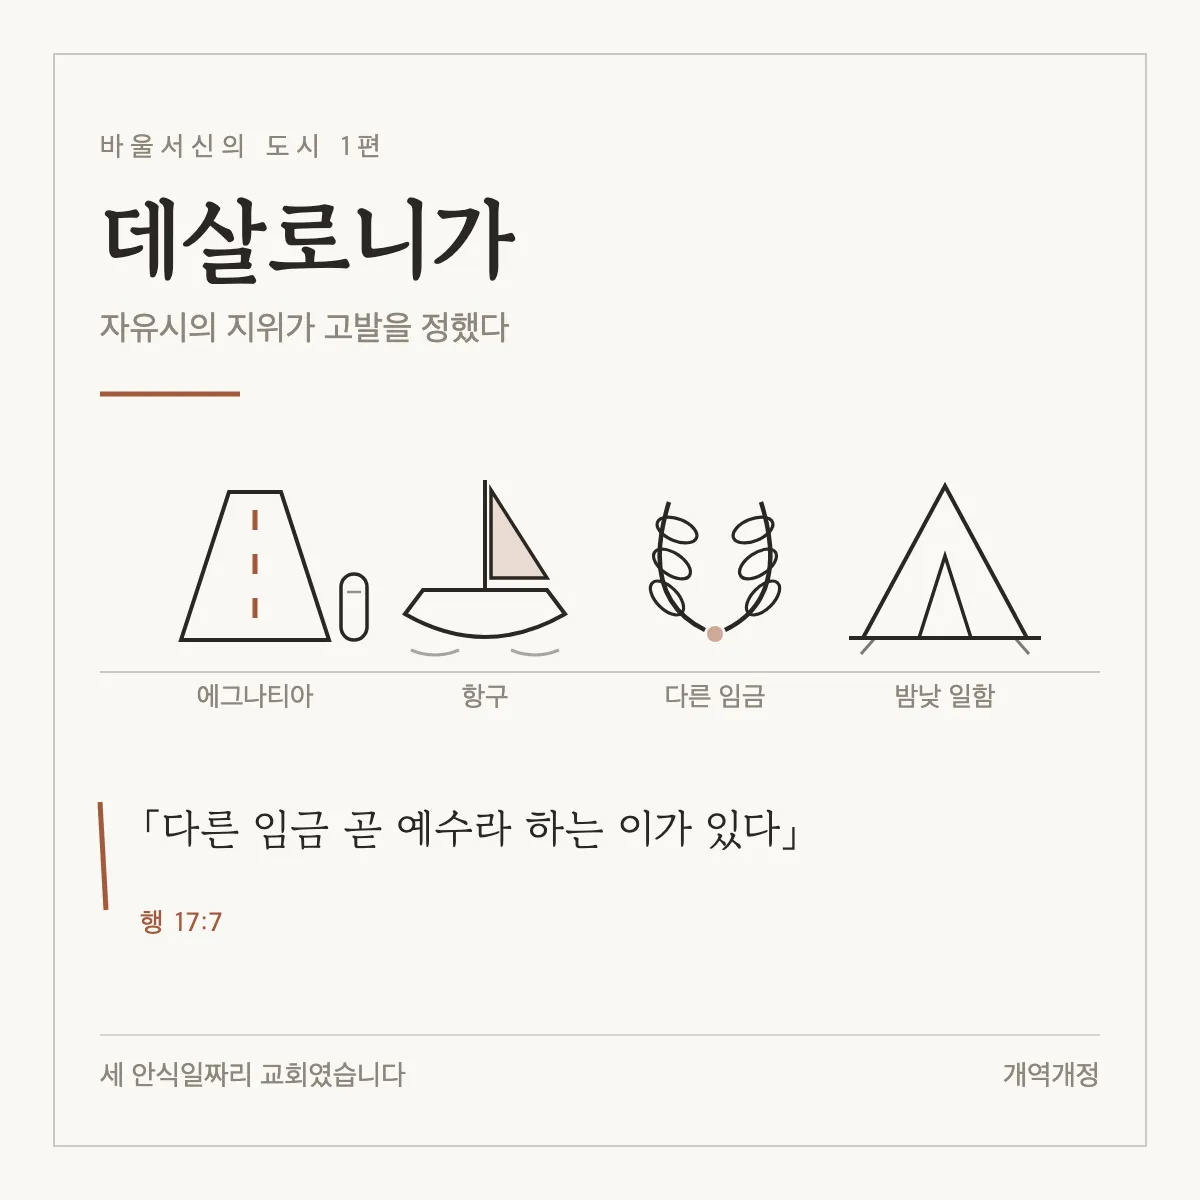 바울서신의 도시 1편
데살로니가
자유시의 지위가 고발을 정했다
에그나티아 항구 다른 임금 밤낮 일함
「다른 임금 곧 예수라 하는 이가 있다」
행 17:7
세 안식일짜리 교회였습니다 개역개정